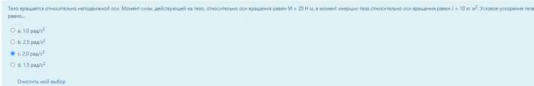 Тело вращается относительно неподвижной оси. Момент силы, действующей на тело, относительно оси вращения равен M = 20 Н м, а момент инерции тела относительно оси вращения равен J = 10 кг м². Угловое ускорение тела
равно...
a. 1.0 рад/с²
b. 2.5 рад/с²
c. 2.0 рад/с²
d. 1.5 рад/с²
Очистить мой выбор